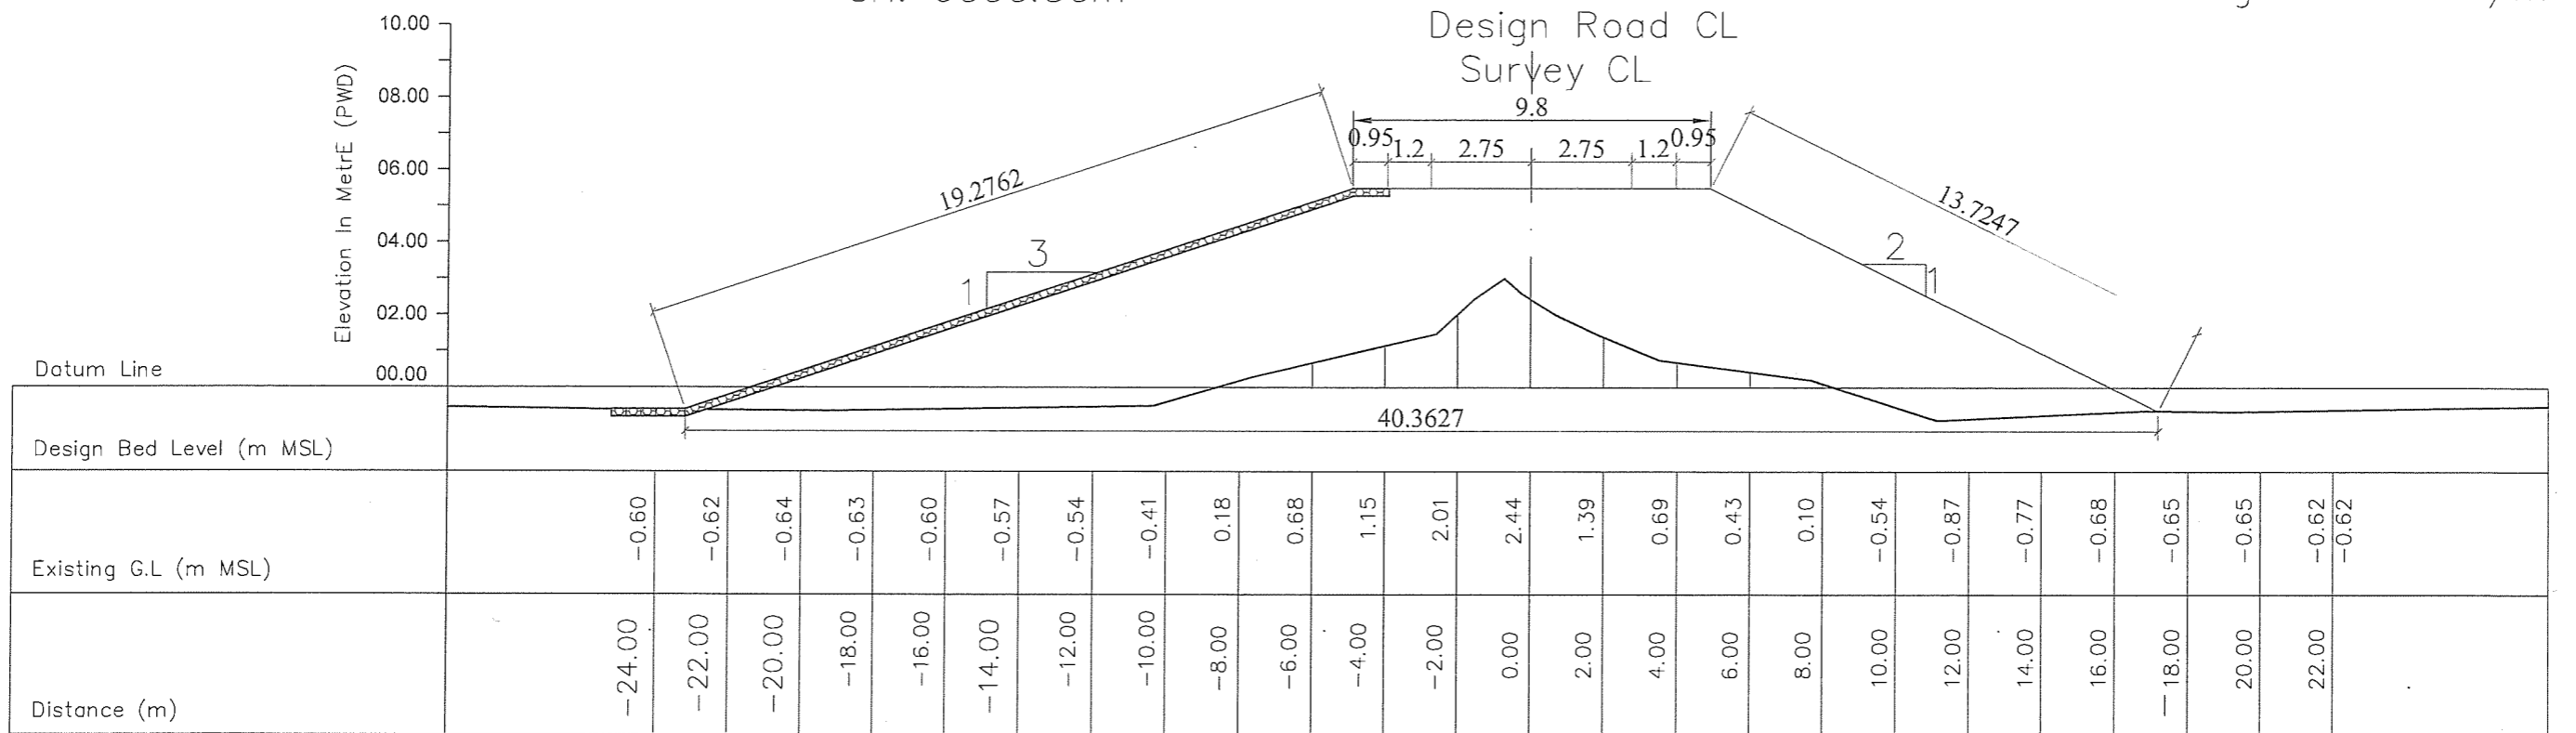 10.00
Design Road CL
Survey CL
Elevation In MetrE (PWD)
08.00
9.8
0.95 1.2 2.75 2.75 1.2 0.95
06.00
19.2762
13.7247
04.00
3
1
2
1
02.00
Datum Line
00.00
40.3627
Design Bed Level (m MSL)
Existing G.L (m MSL) -0.60 -0.62 -0.64 -0.63 -0.60 -0.57 -0.54 -0.41 0.18 0.68 1.15 2.01 2.44 1.39 0.69 0.43 0.10 -0.54 -0.87 -0.77 -0.68 -0.65 -0.65 -0.62 -0.62
Distance (m) -24.00 -22.00 -20.00 -18.00 -16.00 -14.00 -12.00 -10.00 -8.00 -6.00 -4.00 -2.00 0.00 2.00 4.00 6.00 8.00 10.00 12.00 14.00 16.00 -18.00 20.00 22.00